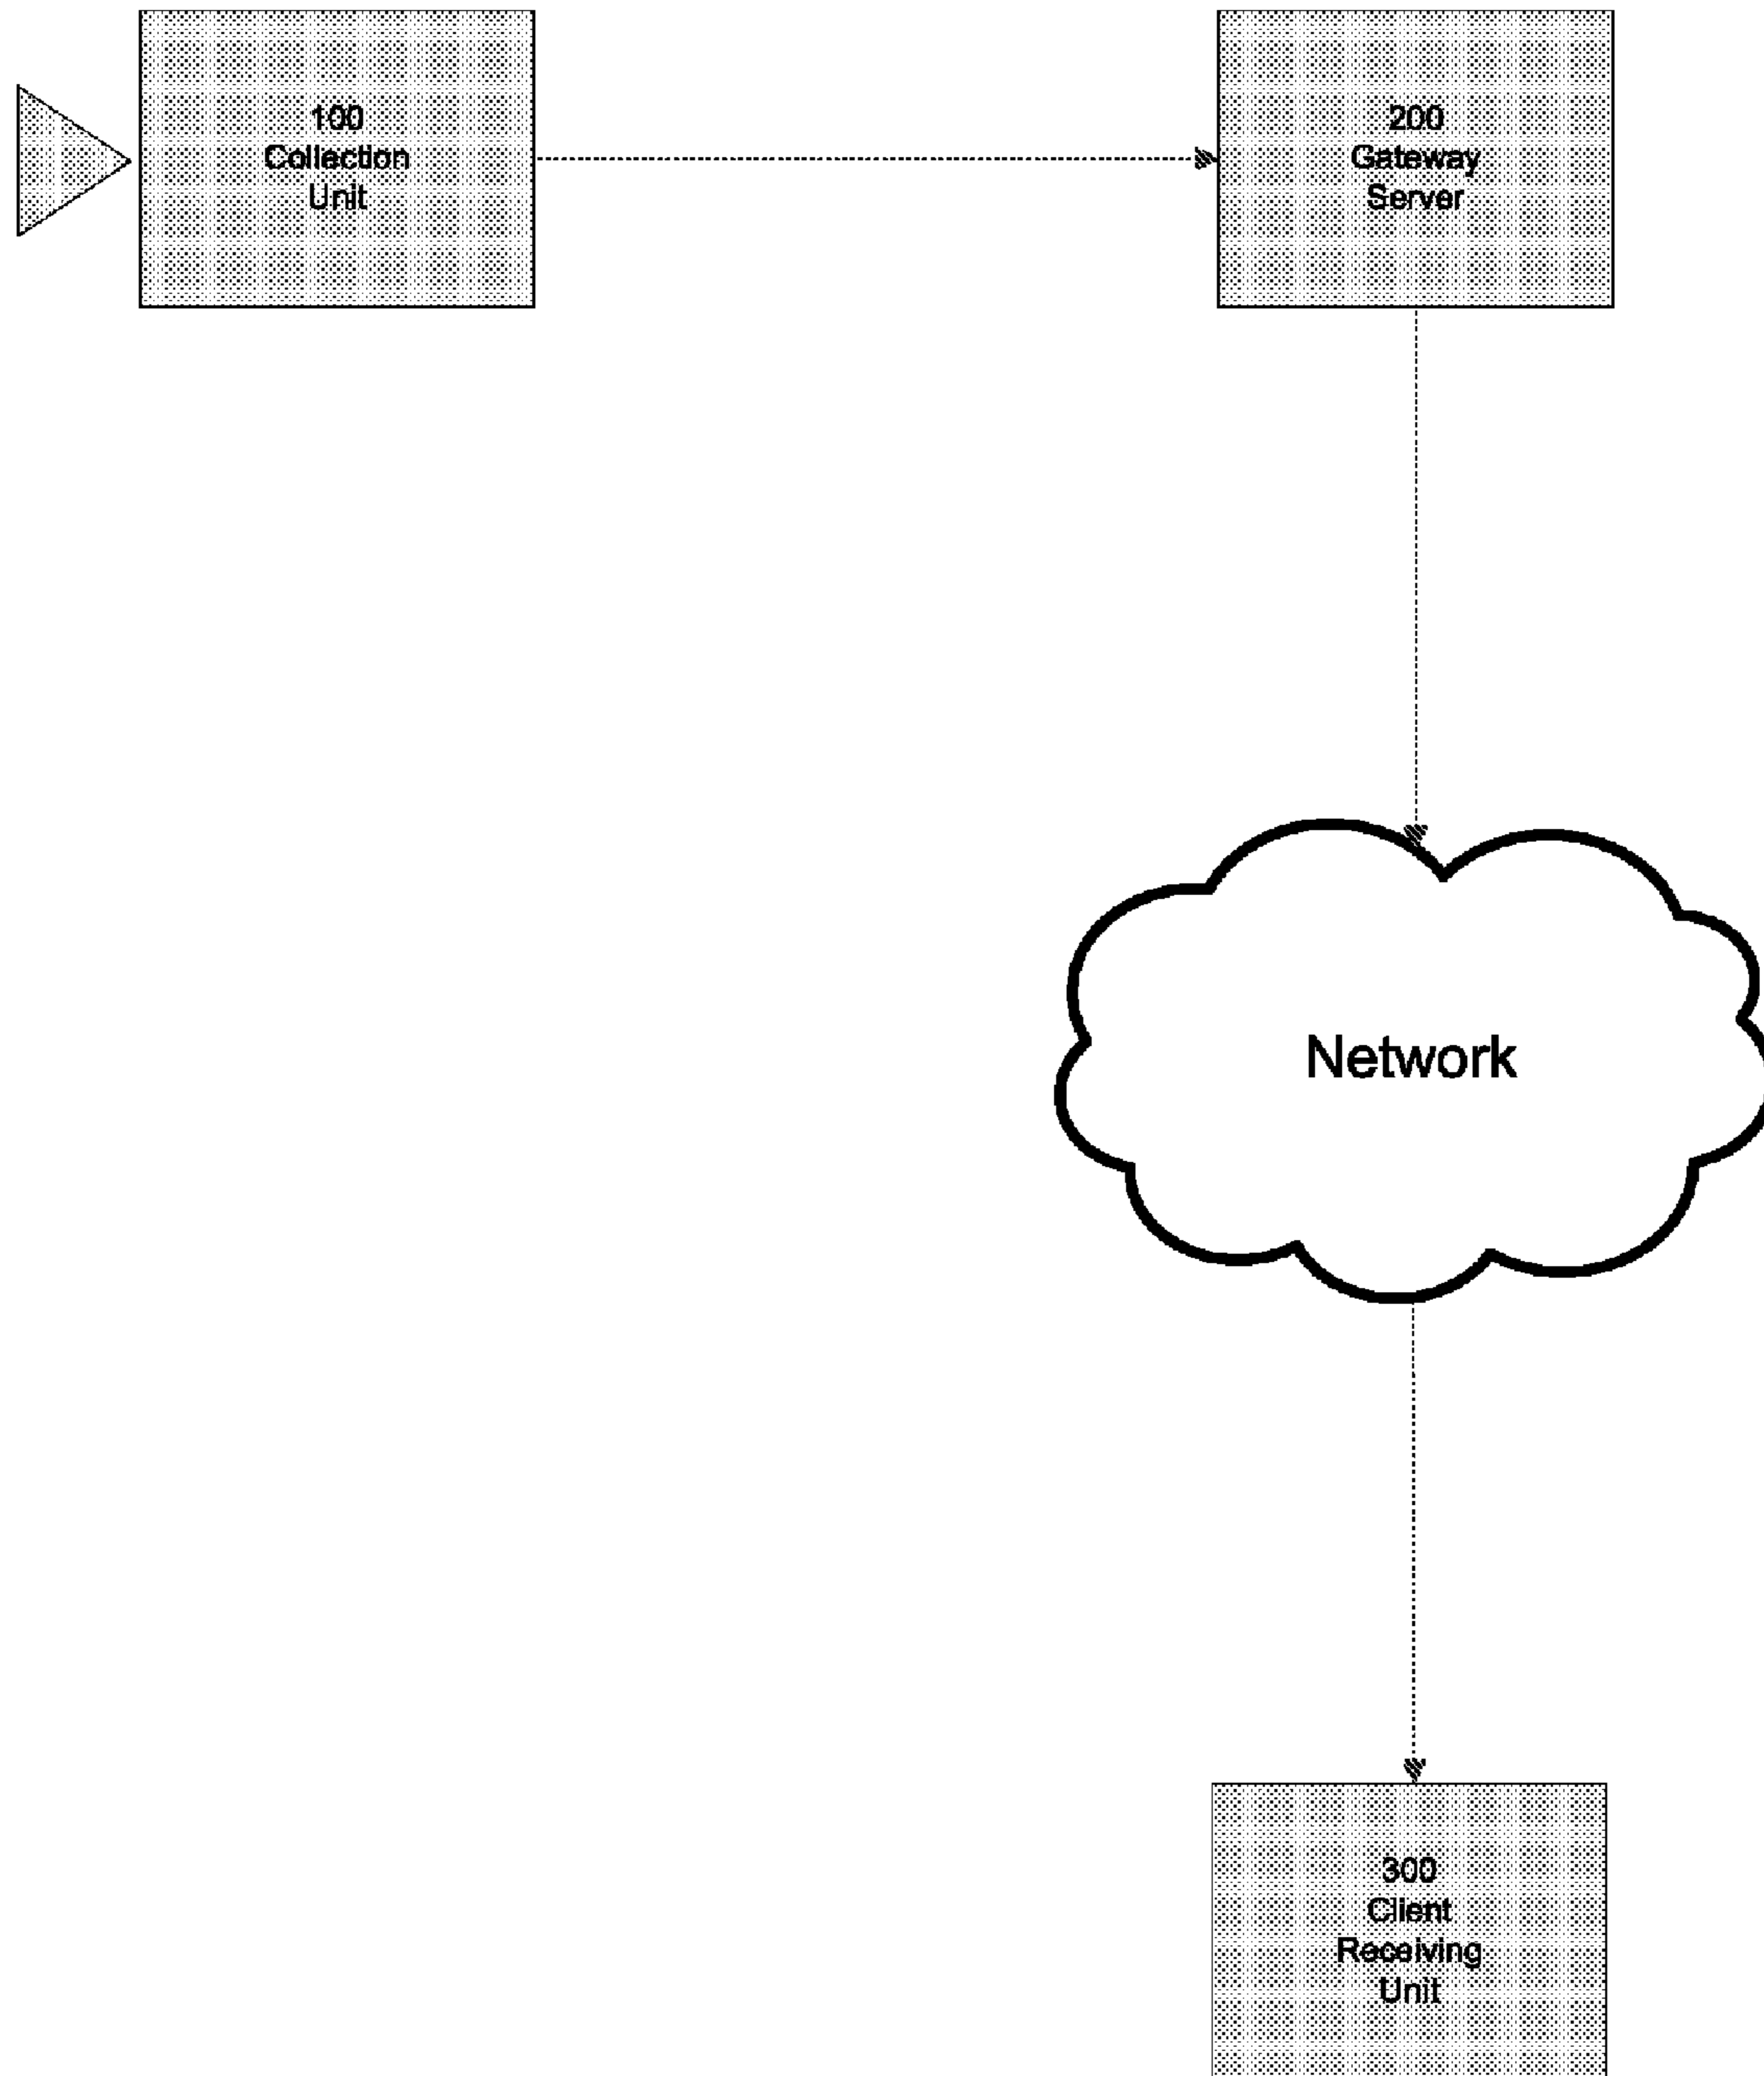 100
Collection
Unit
200
Gateway
Server
Network
300
Client
Receiving
Unit